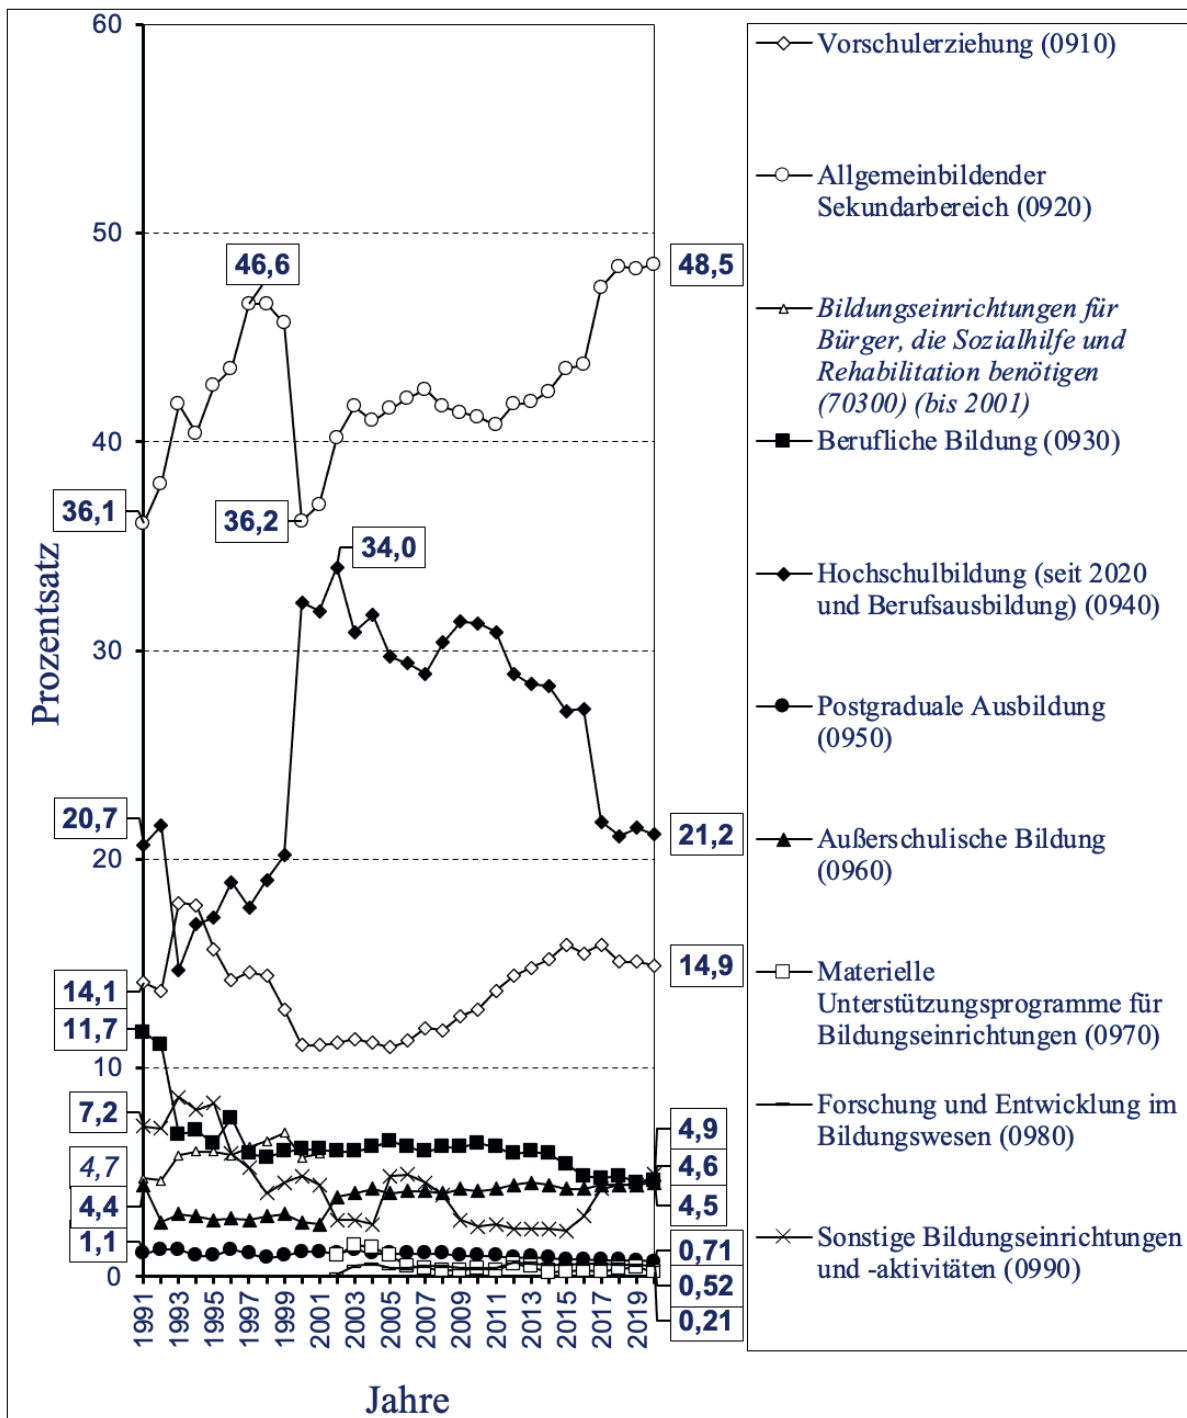 60
50
40
30
20
10
0
Prozentsatz
46,6
48,5
36,1
36,2
34,0
20,7
21,2
14,1
14,9
11,7
7,2
4,9
4,7
4,6
4,4
4,5
1,1
0,71
0,52
0,21
1991
1993
1995
1997
1999
2001
2003
2005
2007
2009
2011
2013
2015
2017
2019
Jahre
Vorschulerziehung (0910)
Allgemeinbildender
Sekundarbereich (0920)
Bildungseinrichtungen für
Bürger, die Sozialhilfe und
Rehabilitation benötigen
(70300) (bis 2001)
Berufliche Bildung (0930)
Hochschulbildung (seit 2020
und Berufsausbildung) (0940)
Postgraduale Ausbildung
(0950)
Außerschulische Bildung
(0960)
Materielle
Unterstützungsprogramme für
Bildungseinrichtungen (0970)
Forschung und Entwicklung im
Bildungswesen (0980)
Sonstige Bildungseinrichtungen
und -aktivitäten (0990)